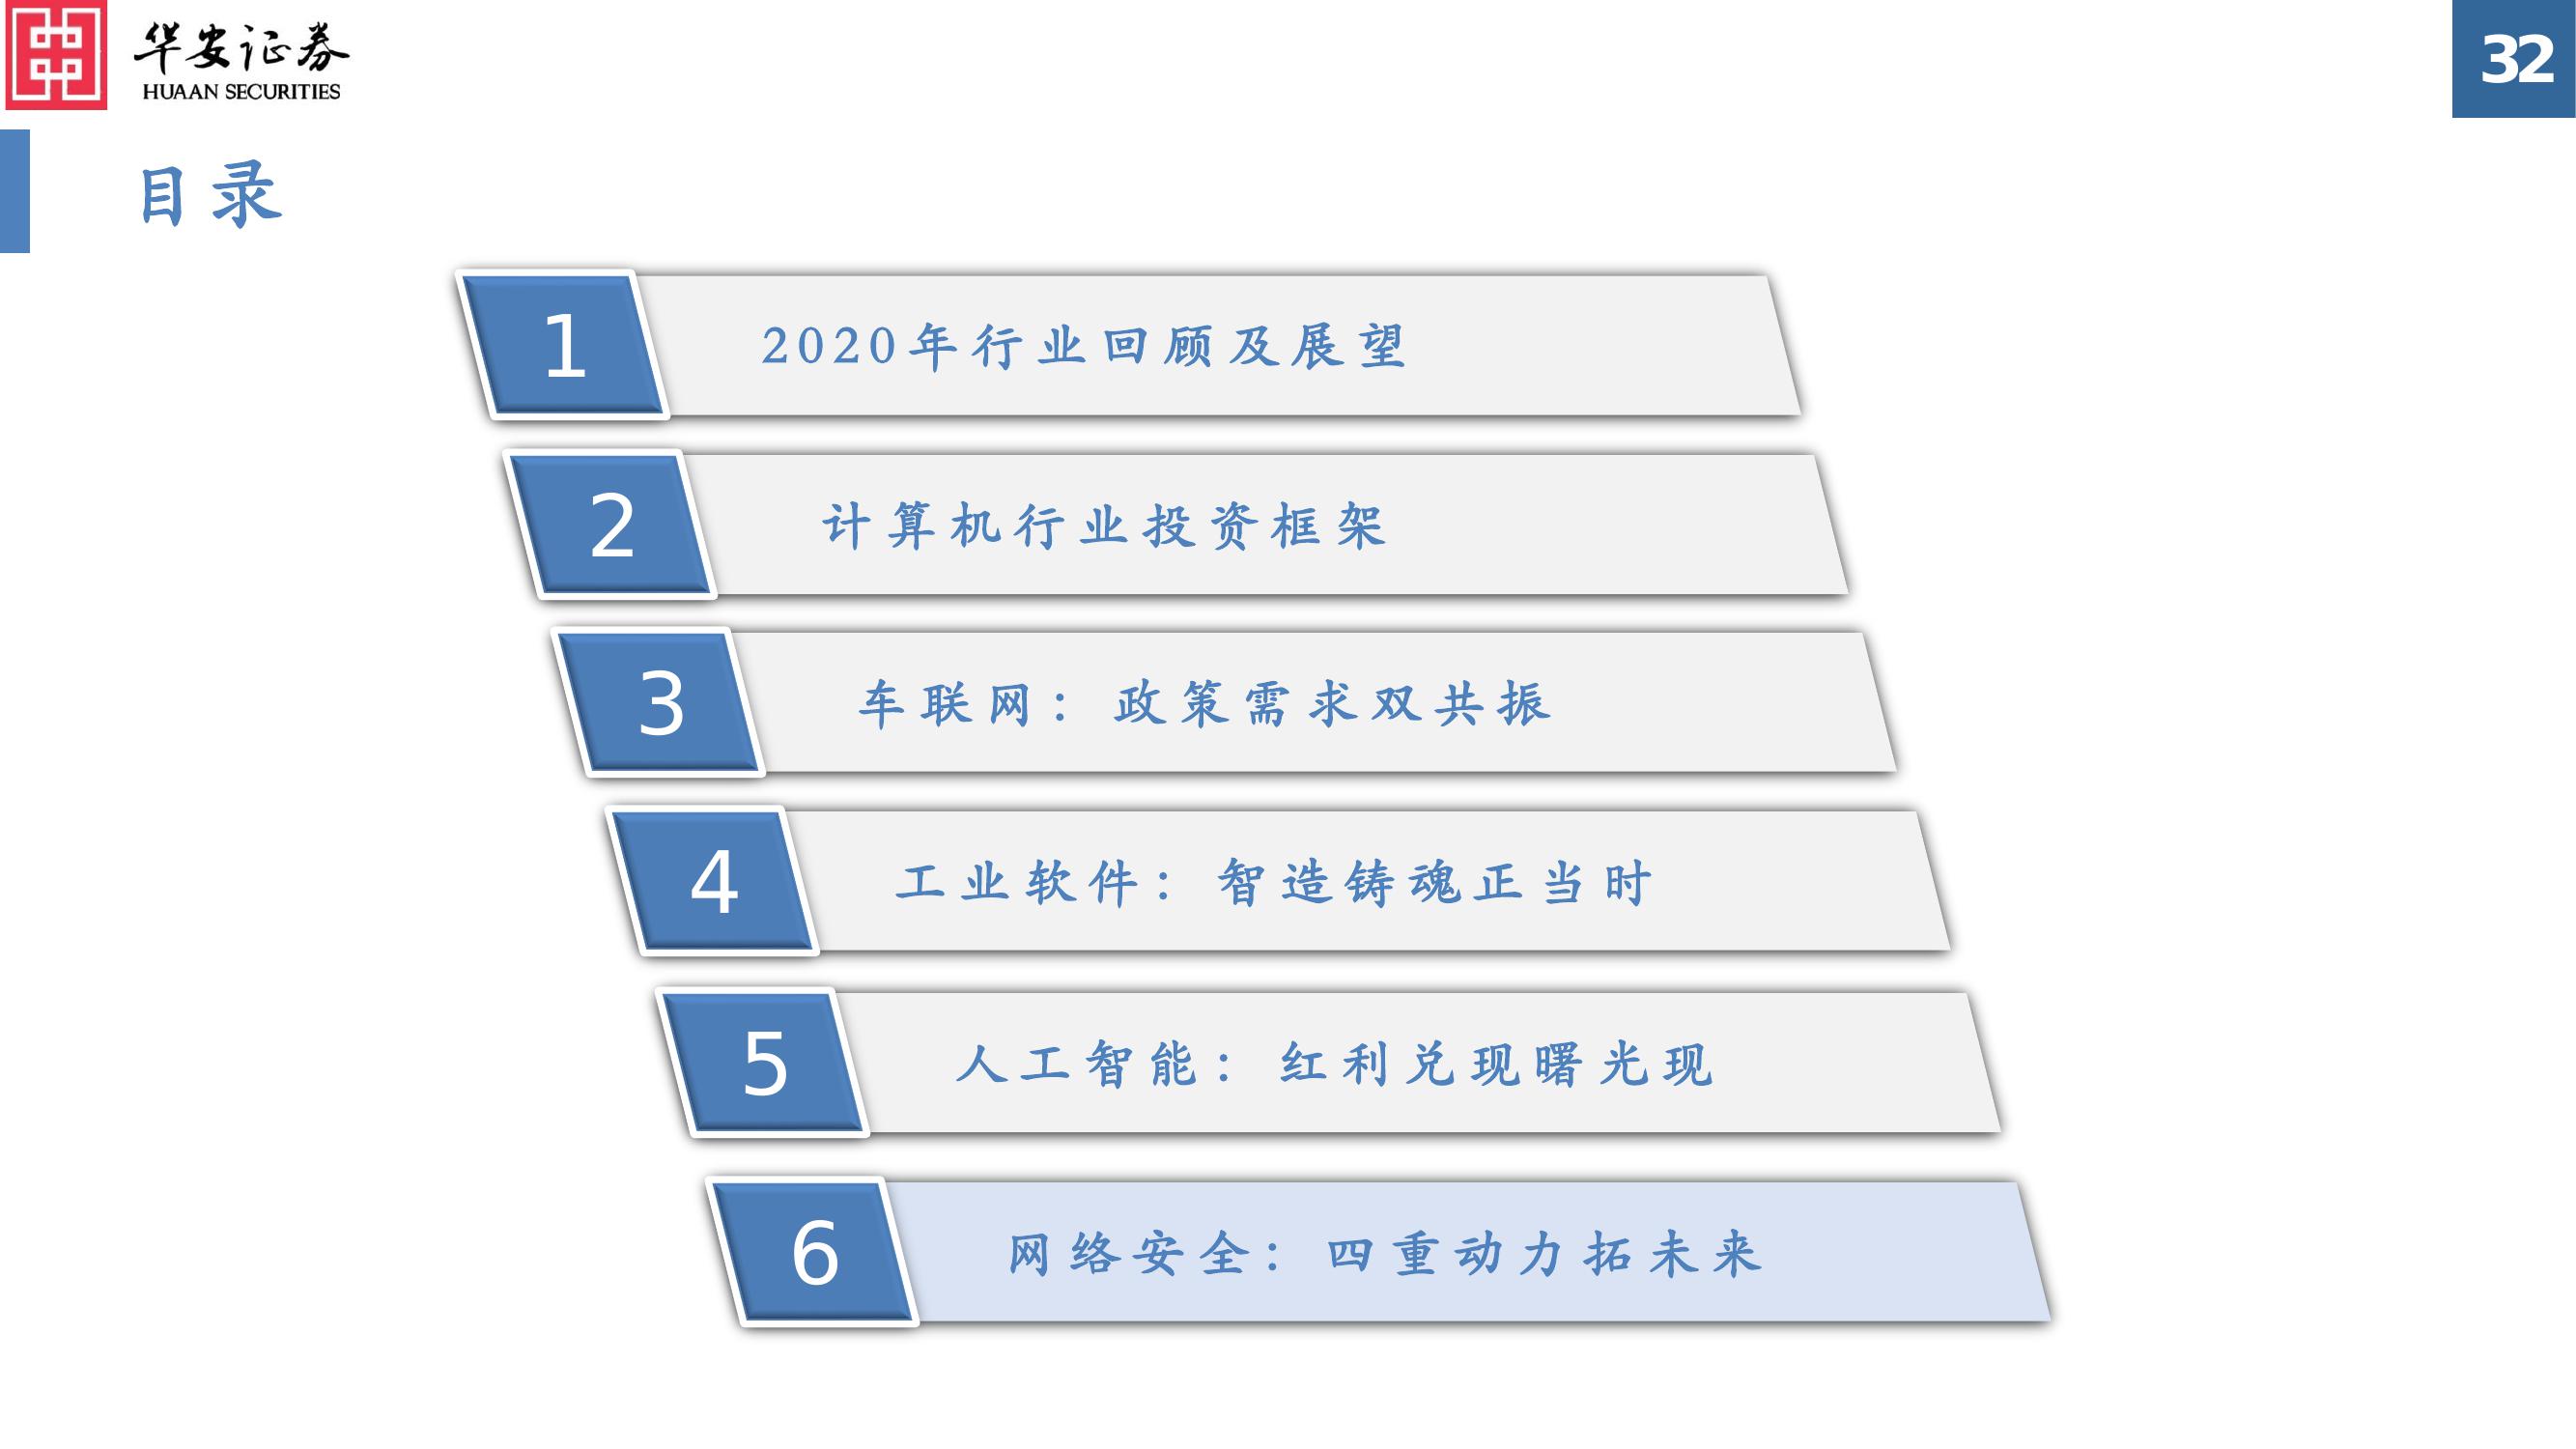 华安证券
HUAAN SECURITIES
32
目录
1
2020年行业回顾及展望
2
计算机行业投资框架
3
车联网：政策需求双共振
4
工业软件：智造铸魂正当时
5
人工智能：红利兑现曙光现
6
网络安全：四重动力拓未来